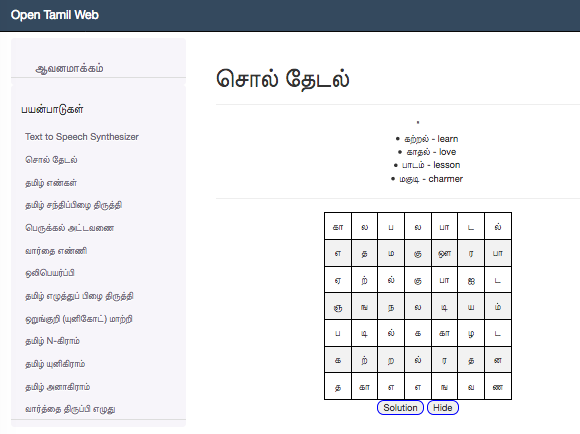 Open Tamil Web
ஆவனமாக்கம்
பயன்பாடுகள்
Text to Speech Synthesizer
சொல் தேடல்
தமிழ் எண்கள்
தமிழ் சந்திப்பிழை திருத்தி
பெருக்கல் அட்டவணை
வார்தை எண்ணி
ஒலிபெயர்ப்பி
தமிழ் எழுத்துப் பிழை திருத்தி
ஒறுங்குறி (யுனிகோட்) மாற்றி
தமிழ் N-கிராம்
தமிழ் யுனிகிராம்
தமிழ் அனாகிராம்
வார்த்தை திருப்பி எழுது
சொல் தேடல்
கற்றல் - learn
காதல் - love
பாடம் - lesson
மகுடி - charmer
கா ல ப ல பா ட ல்
எ த ம கு ஔ ர பா
ஏ ற் ல் கு பா ஐ ட
ஞ ங ந ல டி ய ம்
ப டி ல் க கா ழ ட
க ற் ற ல் ர த ன
த கா எ எ ங வ ண
Solution Hide